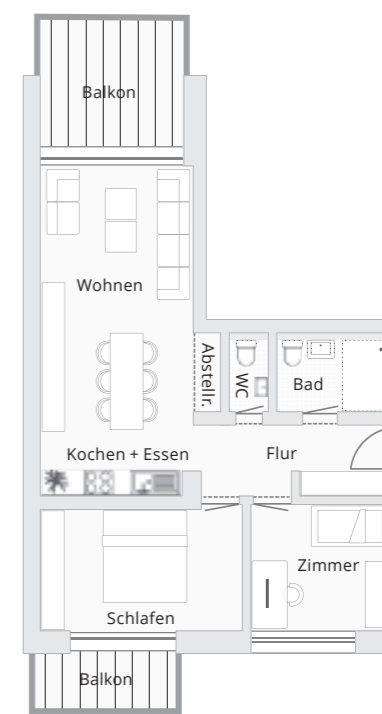 Balkon
Wohnen
Abstellr.
WC
Bad
Kochen + Essen
Flur
Zimmer
Schlafen
Balkon